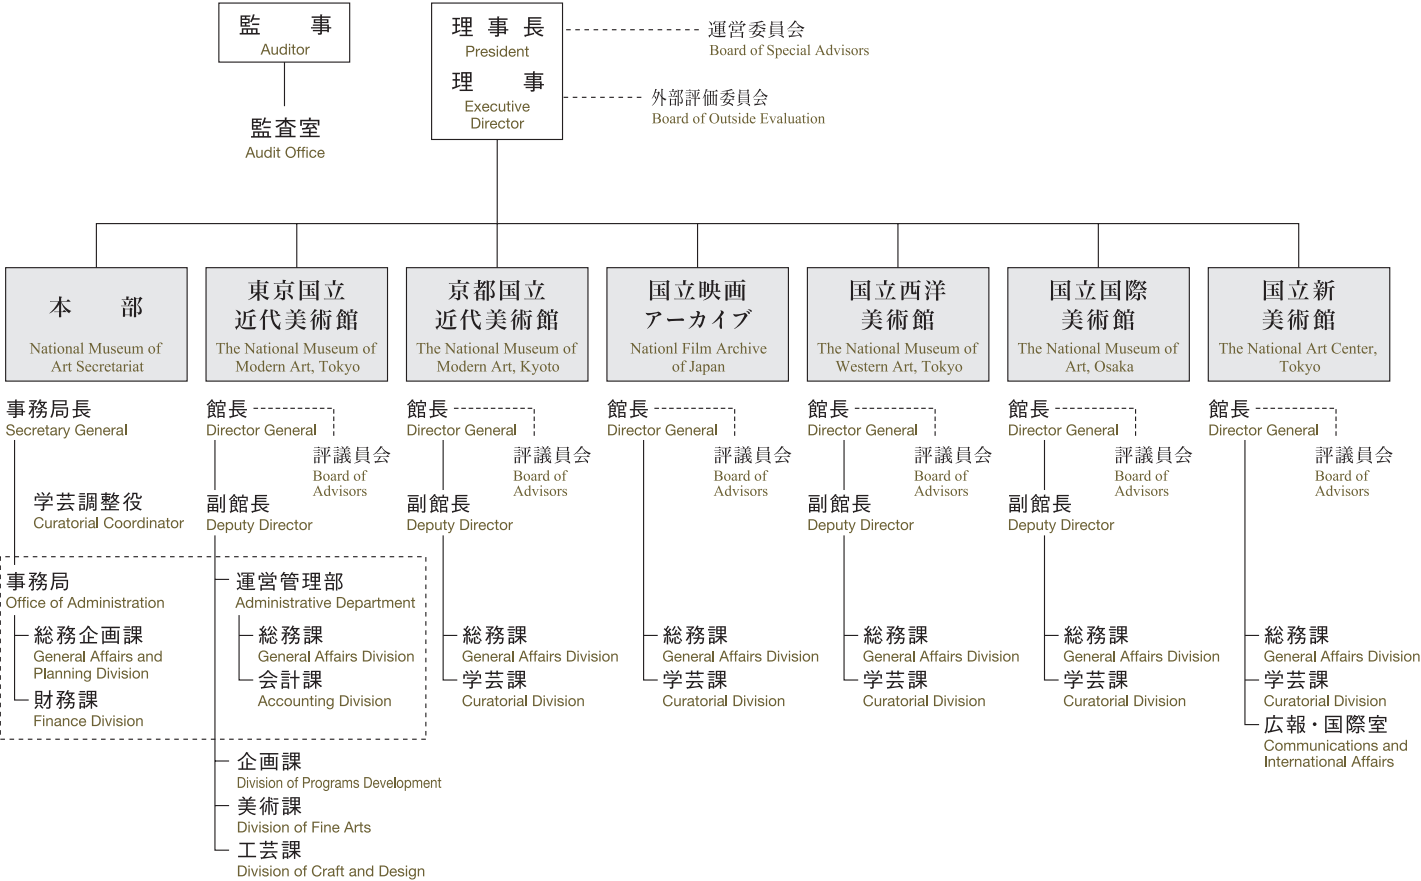 監 事
Auditor
監査室
Audit Office
理 事 長
President
理 事
Executive
Director
運営委員会
Board of Special Advisors
外部評価委員会
Board of Outside Evaluation
本 部
National Museum of
Art Secretariat
東京国立
近代美術館
The National Museum of
Modern Art, Tokyo
京都国立
近代美術館
The National Museum of
Modern Art, Kyoto
国立映画
アーカイブ
Nationl Film Archive
of Japan
国立西洋
美術館
The National Museum of
Western Art, Tokyo
国立国際
美術館
The National Museum of
Art, Osaka
国立新
美術館
The National Art Center,
Tokyo
事務局長
Secretary General
学芸調整役
Curatorial Coordinator
事務局
Office of Administration
総務企画課
General Affairs and
Planning Division
財務課
Finance Division
館長
Director General
評議員会
Board of
Advisors
副館長
Deputy Director
運営管理部
Administrative Department
総務課
General Affairs Division
会計課
Accounting Division
企画課
Division of Programs Development
美術課
Division of Fine Arts
工芸課
Division of Craft and Design
館長
Director General
評議員会
Board of
Advisors
副館長
Deputy Director
総務課
General Affairs Division
学芸課
Curatorial Division
館長
Director General
評議員会
Board of
Advisors
総務課
General Affairs Division
学芸課
Curatorial Division
館長
Director General
評議員会
Board of
Advisors
副館長
Deputy Director
総務課
General Affairs Division
学芸課
Curatorial Division
館長
Director General
評議員会
Board of
Advisors
副館長
Deputy Director
総務課
General Affairs Division
学芸課
Curatorial Division
館長
Director General
評議員会
Board of
Advisors
総務課
General Affairs Division
学芸課
Curatorial Division
広報・国際室
Communications and
International Affairs